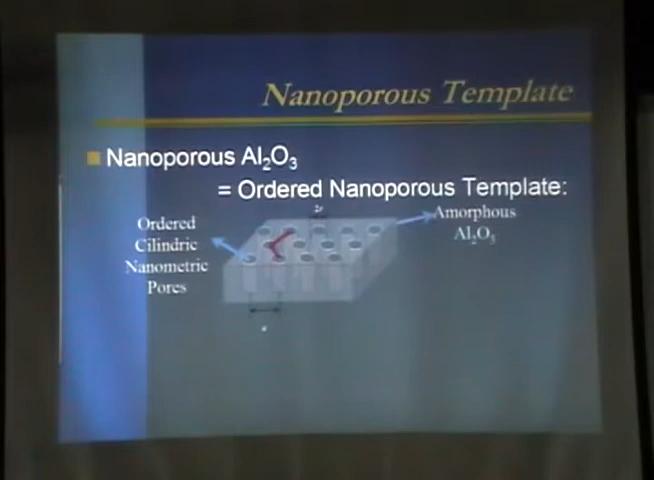 Nanoporous Template
Nanoporous Al₂O₃
= Ordered Nanoporous Template:
Ordered
Cilindric
Nanometric
Pores
Amorphous
Al₂O₃